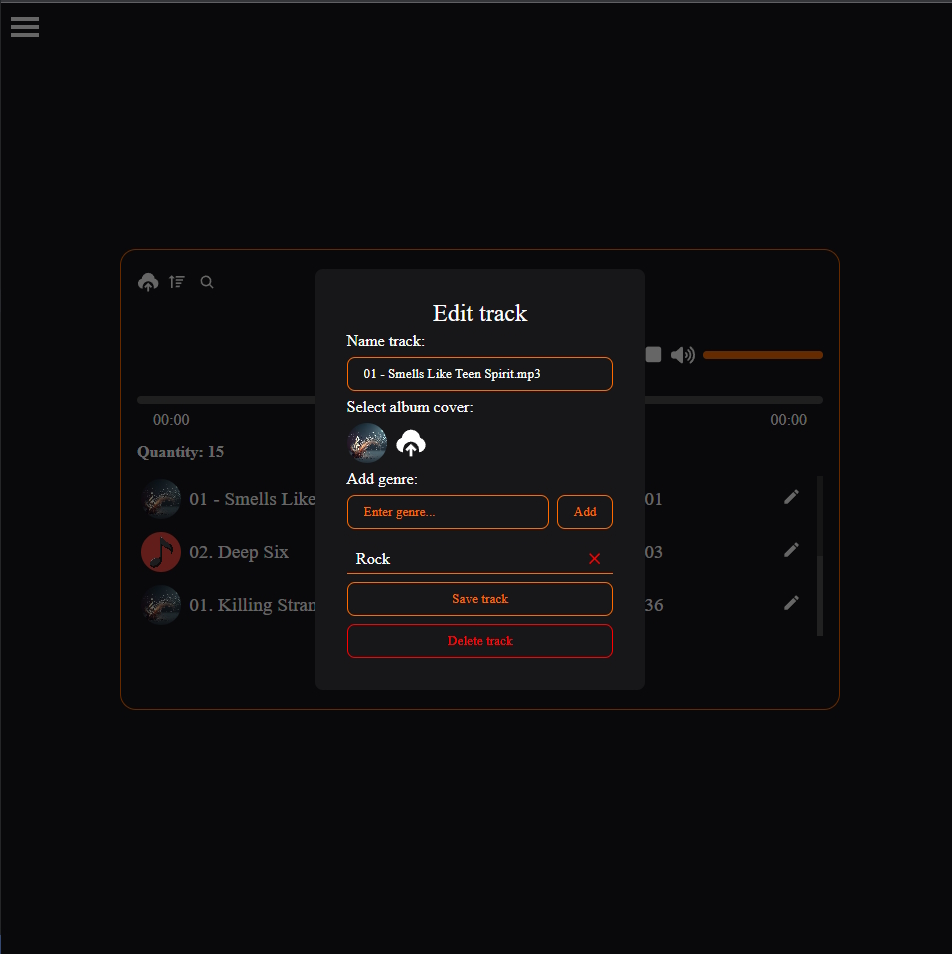 Edit track
Name track:
01 - Smells Like Teen Spirit.mp3
Select album cover:
Add genre:
Enter genre...
Add
Rock
Save track
Delete track
00:00
00:00
Quantity: 15
01 - Smells Like
01
02. Deep Six
03
01. Killing
36